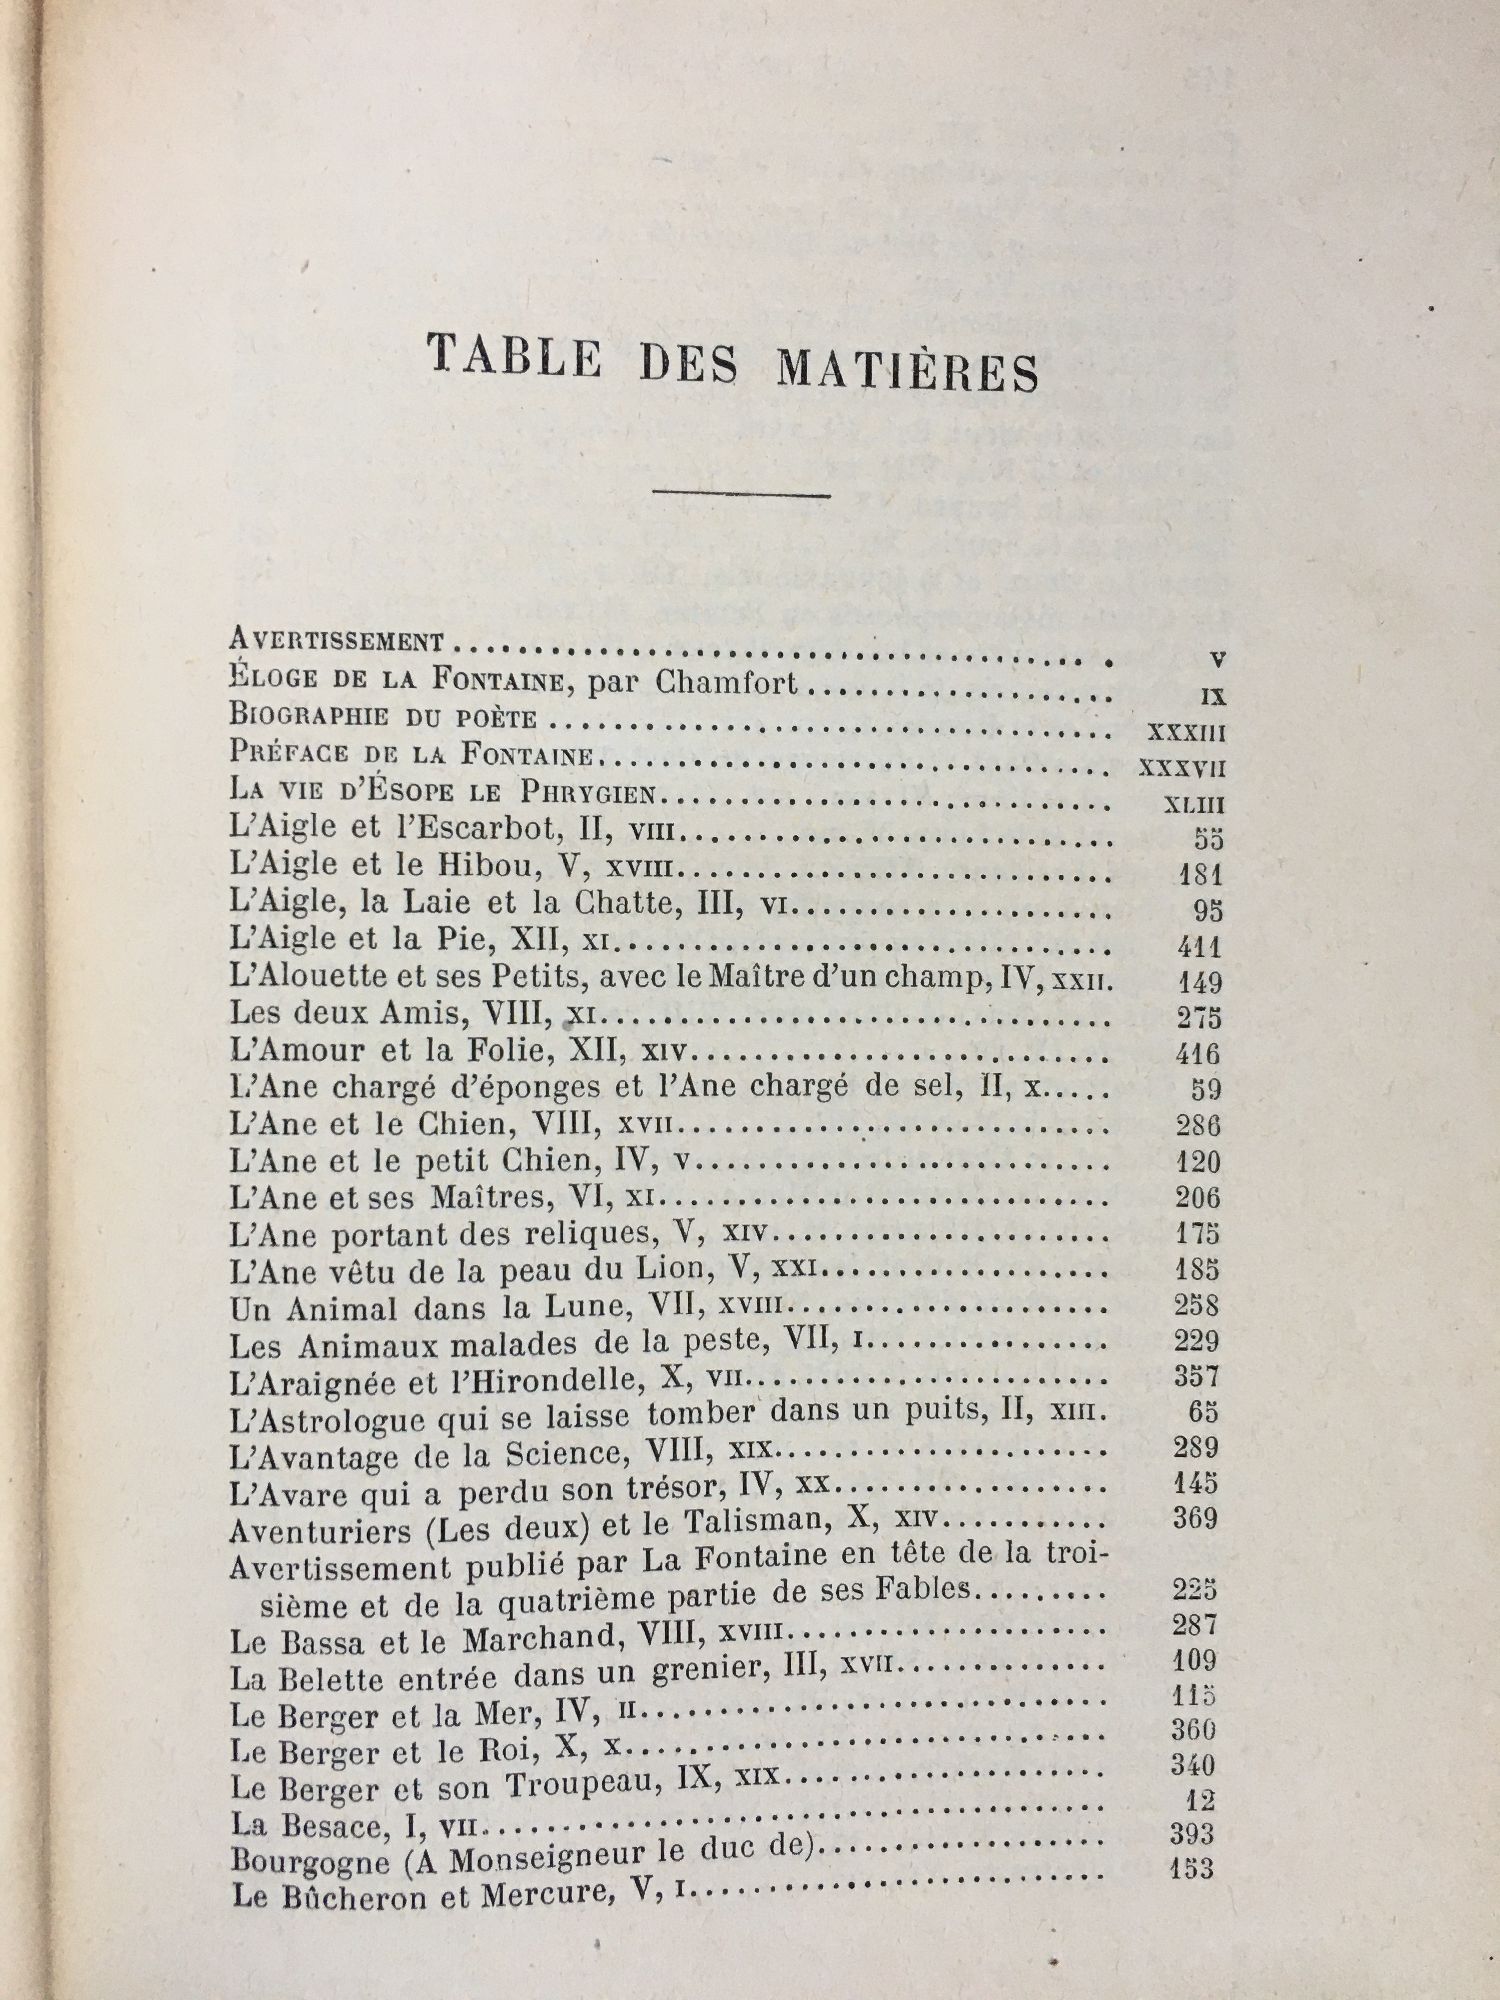 TABLE DES MATIÈRES
AVERTISSEMENT........................................ V
ÉLOGE DE LA FONTAINE, par Chamfort.................... IX
BIOGRAPHIE DU POÈTE.................................... XXXIII
PRÉFACE DE LA FONTAINE................................ XXXVII
LA VIE D'ÉSOPE LE PHRYGIEN............................ XLIII
L'Aigle et l'Escarbot, II, VIII........................... 55
L'Aigle et le Hibou, V, XVIII........................... 181
L'Aigle, la Laie et la Chatte, III, VI.................... 95
L'Aigle et la Pie, XII, XI............................... 411
L'Alouette et ses Petits, avec le Maître d'un champ, IV, XXII. 149
Les deux Amis, VIII, XI................................ 275
L'Amour et la Folie, XII, XIV.......................... 416
L'Ane chargé d'éponges et l'Ane chargé de sel, II, X..... 59
L'Ane et le Chien, VIII, XVII........................... 286
L'Ane et le petit Chien, IV, V.......................... 120
L'Ane et ses Maîtres, VI, XI............................ 206
L'Ane portant des reliques, V, XIV..................... 175
L'Ane vêtu de la peau du Lion, V, XXI.................. 185
Un Animal dans la Lune, VII, XVIII.................... 258
Les Animaux malades de la peste, VII, I................ 229
L'Araignée et l'Hirondelle, X, VII....................... 357
L'Astrologue qui se laisse tomber dans un puits, II, XIII. 65
L'Avantage de la Science, VIII, XIX..................... 289
L'Avare qui a perdu son trésor, IV, XX.................. 145
Aventuriers (Les deux) et le Talisman, X, XIV........... 369
Avertissement publié par La Fontaine en tête de la troi-
sième et de la quatrième partie de ses Fables......... 225
Le Bassa et le Marchand, VIII, XVIII.................... 287
La Belette entrée dans un grenier, III, XVII............. 109
Le Berger et la Mer, IV, II............................. 115
Le Berger et le Roi, X, X.............................. 360
Le Berger et son Troupeau, IX, XIX.................... 340
La Besace, I, VII....................................... 12
Bourgogne (A Monseigneur le duc de).................. 393
Le Bûcheron et Mercure, V, I.......................... 153